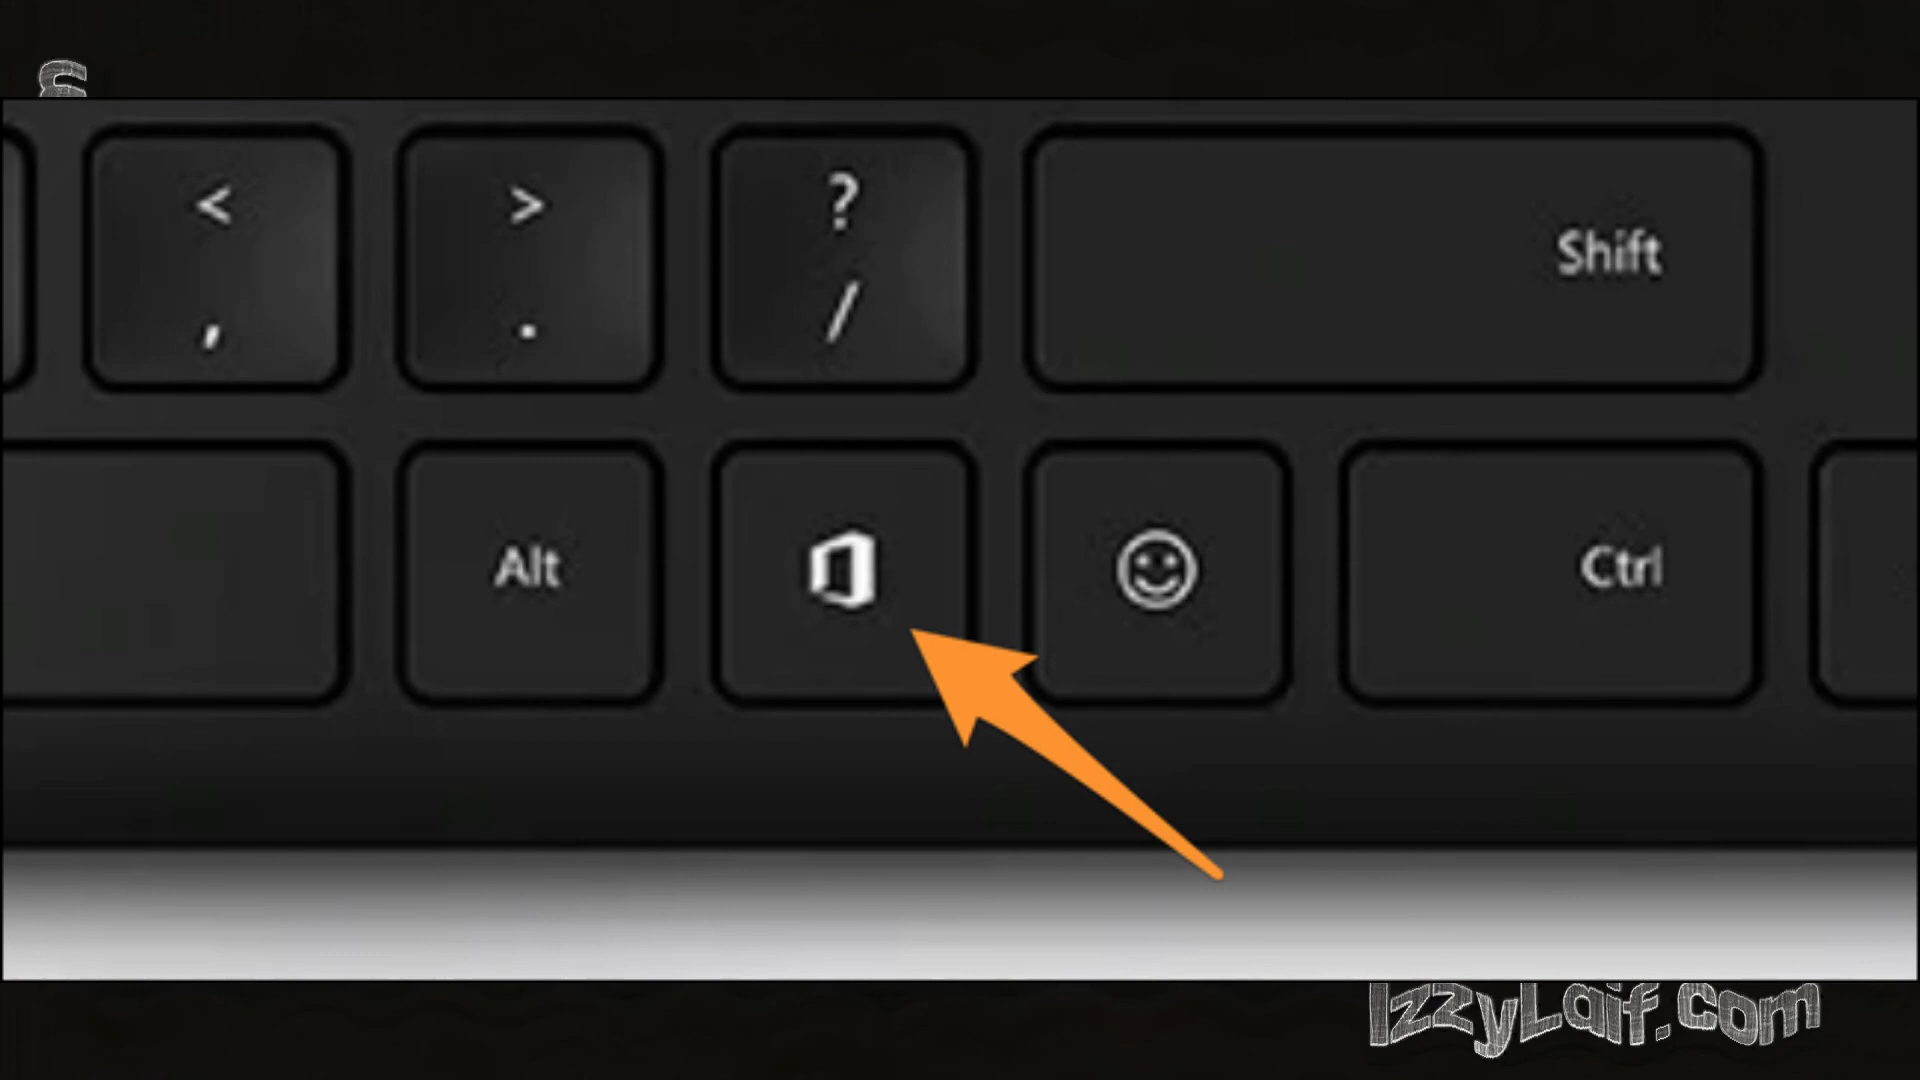 < > ?
, . /
Shift
Alt
Ctrl
IzzyLaif.com